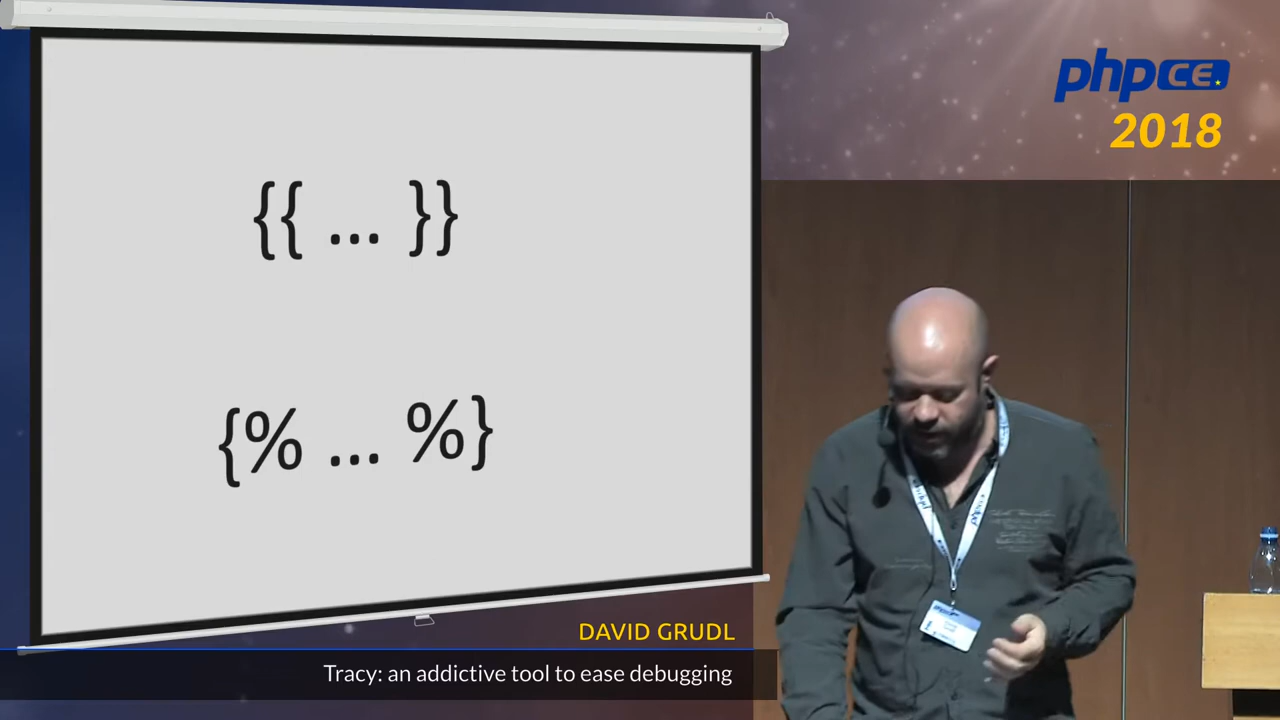 {{ ... }}
{% ... %}
phpCE.
2018
DAVID GRUDL
Tracy: an addictive tool to ease debugging